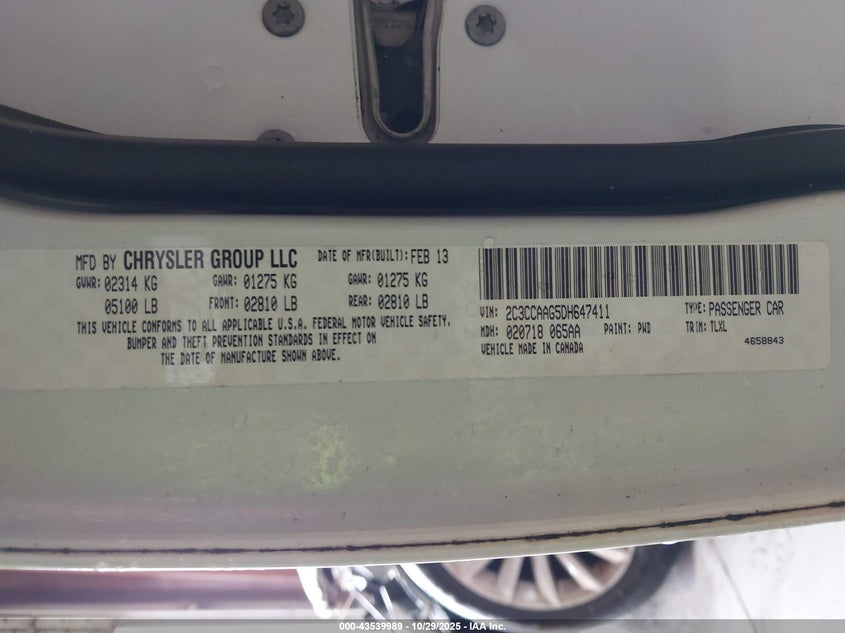 MFD BY CHRYSLER GROUP LLC DATE OF MFR(BUILT): FEB 13
GVWR: 02314 KG GAWR: 01275 KG GAWR: 01275 KG
05100 LB FRONT: 02810 LB REAR: 02810 LB
THIS VEHICLE CONFORMS TO ALL APPLICABLE U.S.A. FEDERAL MOTOR VEHICLE SAFETY,
BUMPER AND THEFT PREVENTION STANDARDS IN EFFECT ON
THE DATE OF MANUFACTURE SHOWN ABOVE.
VIN: 2C3CCAAG5DH647411 TYPE: PASSENGER CAR
MDH: 020718 065AA PAINT: PWD TRIM: TLXL
VEHICLE MADE IN CANADA 4658843
000-43539989 - 10/29/2025 - IAA Inc.